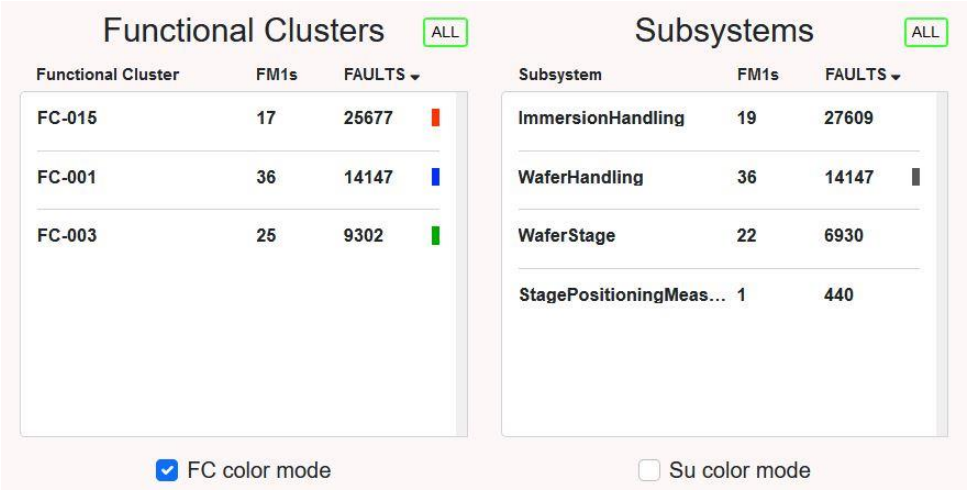 Functional Clusters ALL
Functional Cluster FM1s FAULTS
FC-015 17 25677
FC-001 36 14147
FC-003 25 9302
FC color mode
Subsystems ALL
Subsystem FM1s FAULTS
ImmersionHandling 19 27609
WaferHandling 36 14147
WaferStage 22 6930
StagePositioningMeas... 1 440
Su color mode